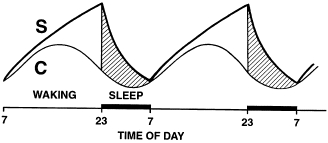 S
C
WAKING SLEEP
7 23 7 23 7
TIME OF DAY